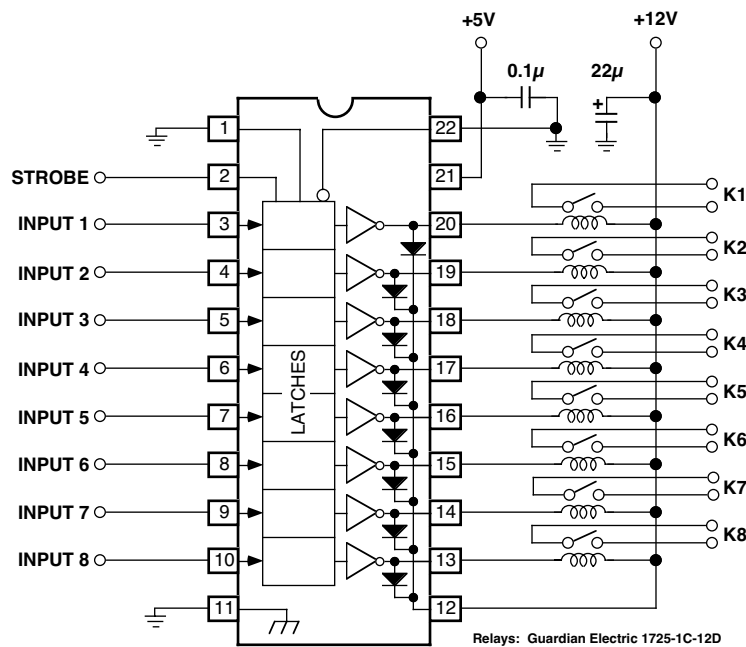 +5V
+12V
0.1μ
22μ
+
1
22
STROBE
2
21
K1
INPUT 1
3
20
K2
INPUT 2
4
19
K3
INPUT 3
5
18
K4
INPUT 4
6
17
LATCHES
K5
INPUT 5
7
16
K6
INPUT 6
8
15
K7
INPUT 7
9
14
K8
INPUT 8
10
13
11
12
Relays: Guardian Electric 1725-1C-12D